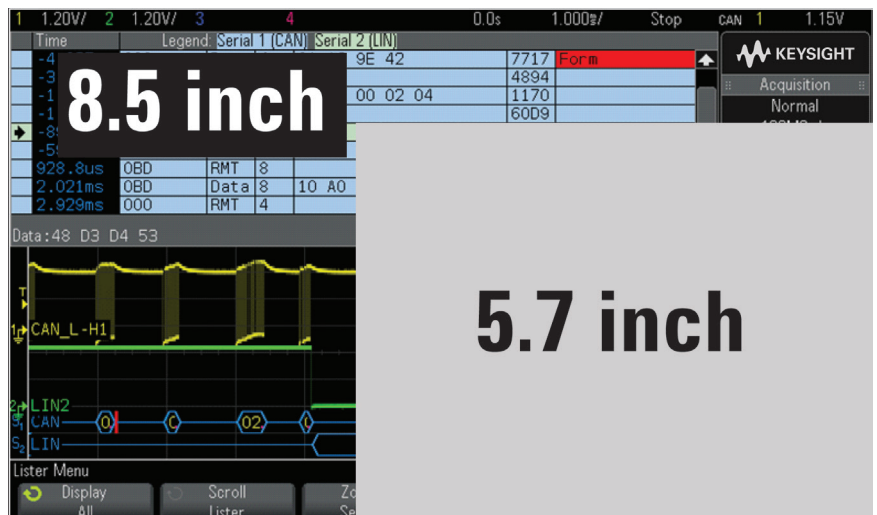 1 1.20V/ 2 1.20V/ 3 4 0.0s 1.000s/ Stop CAN 1 1.15V
Time Legend: Serial 1 (CAN) Serial 2 (LIN)
KEYSIGHT
9E 42 7717 Form
4894
Acquisition
00 02 04 1170
Normal
60D9
8.5 inch
928.8us 0BD RMT 8
2.021ms 0BD Data 8 10 A0
2.929ms 000 RMT 4
Data:48 D3 D4 53
5.7 inch
T
CAN_L-H1
LIN2
S1 CAN 0 02
S2 LIN
Lister Menu
Display Scroll
All Lister